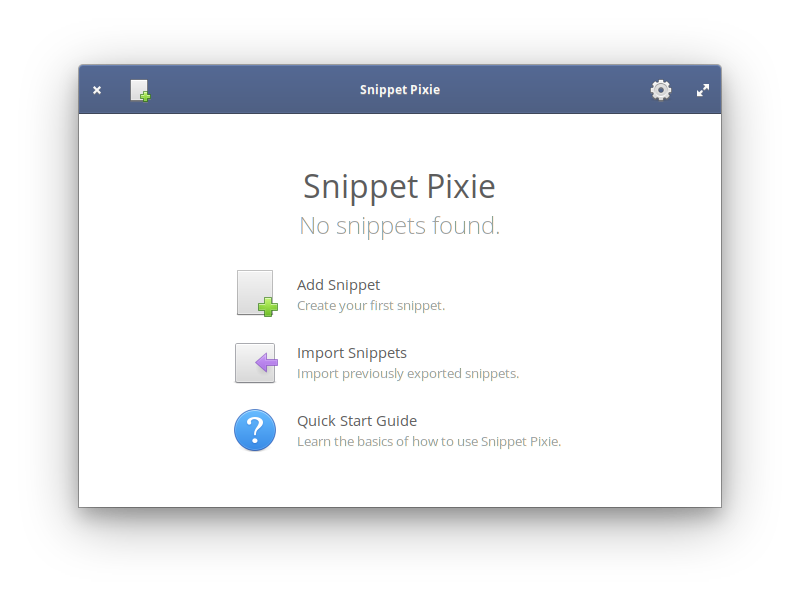 Snippet Pixie
Snippet Pixie
No snippets found.
Add Snippet
Create your first snippet.
Import Snippets
Import previously exported snippets.
?
Quick Start Guide
Learn the basics of how to use Snippet Pixie.